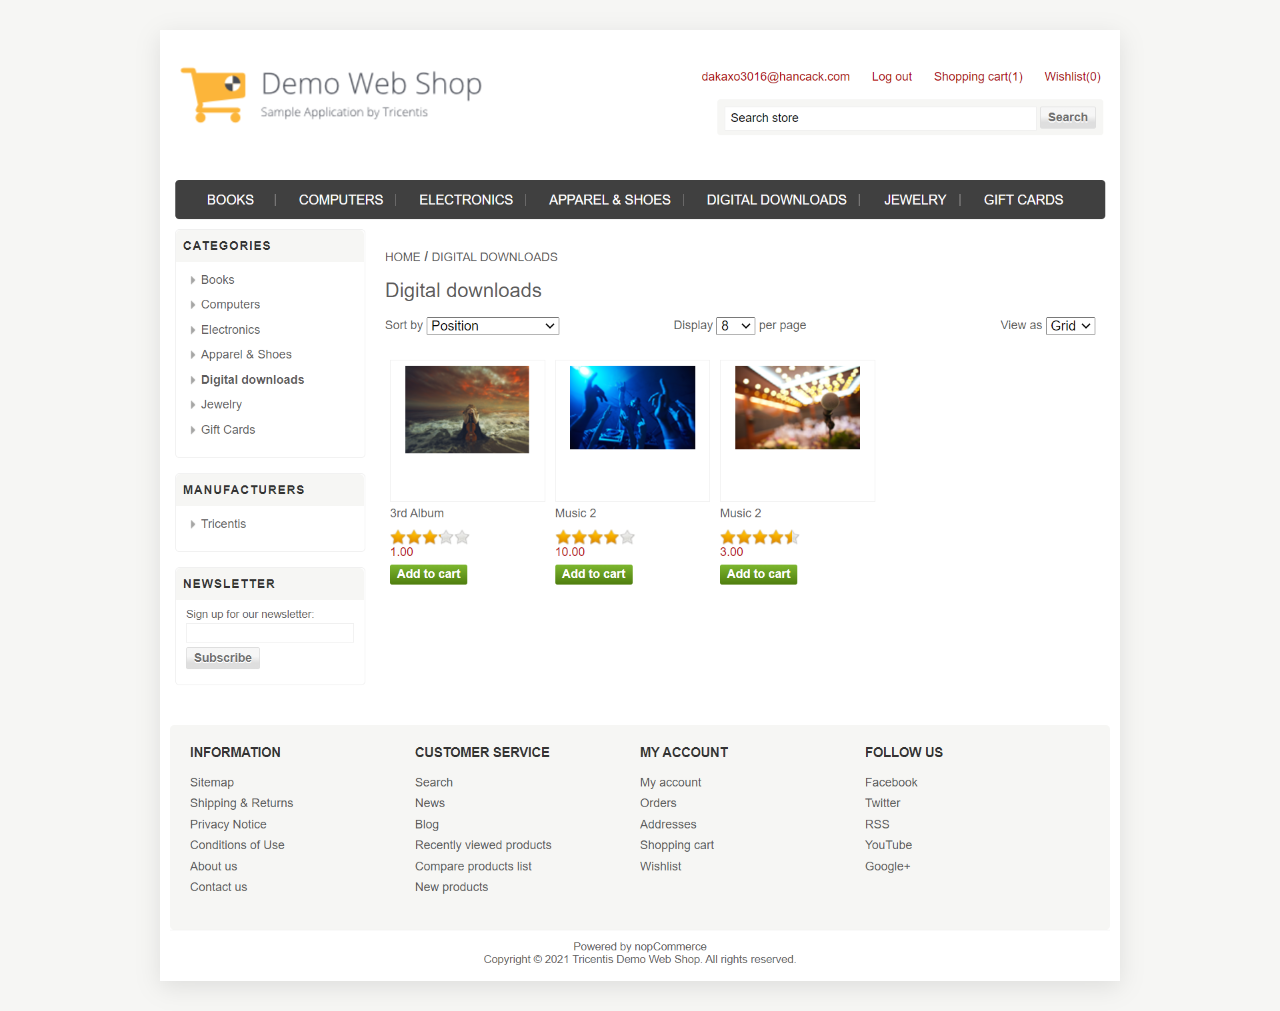 Demo Web Shop
Sample Application by Tricentis
dakaxo3016@hancack.com Log out Shopping cart(1) Wishlist(0)
Search store Search
BOOKS COMPUTERS ELECTRONICS APPAREL & SHOES DIGITAL DOWNLOADS JEWELRY GIFT CARDS
CATEGORIES
Books
Computers
Electronics
Apparel & Shoes
Digital downloads
Jewelry
Gift Cards
MANUFACTURERS
Tricentis
NEWSLETTER
Sign up for our newsletter:
Subscribe
HOME / DIGITAL DOWNLOADS
Digital downloads
Sort by Position Display 8 per page View as Grid
3rd Album
1.00
Add to cart
Music 2
10.00
Add to cart
Music 2
3.00
Add to cart
INFORMATION
Sitemap
Shipping & Returns
Privacy Notice
Conditions of Use
About us
Contact us
CUSTOMER SERVICE
Search
News
Blog
Recently viewed products
Compare products list
New products
MY ACCOUNT
My account
Orders
Addresses
Shopping cart
Wishlist
FOLLOW US
Facebook
Twitter
RSS
YouTube
Google+
Powered by nopCommerce
Copyright © 2021 Tricentis Demo Web Shop. All rights reserved.